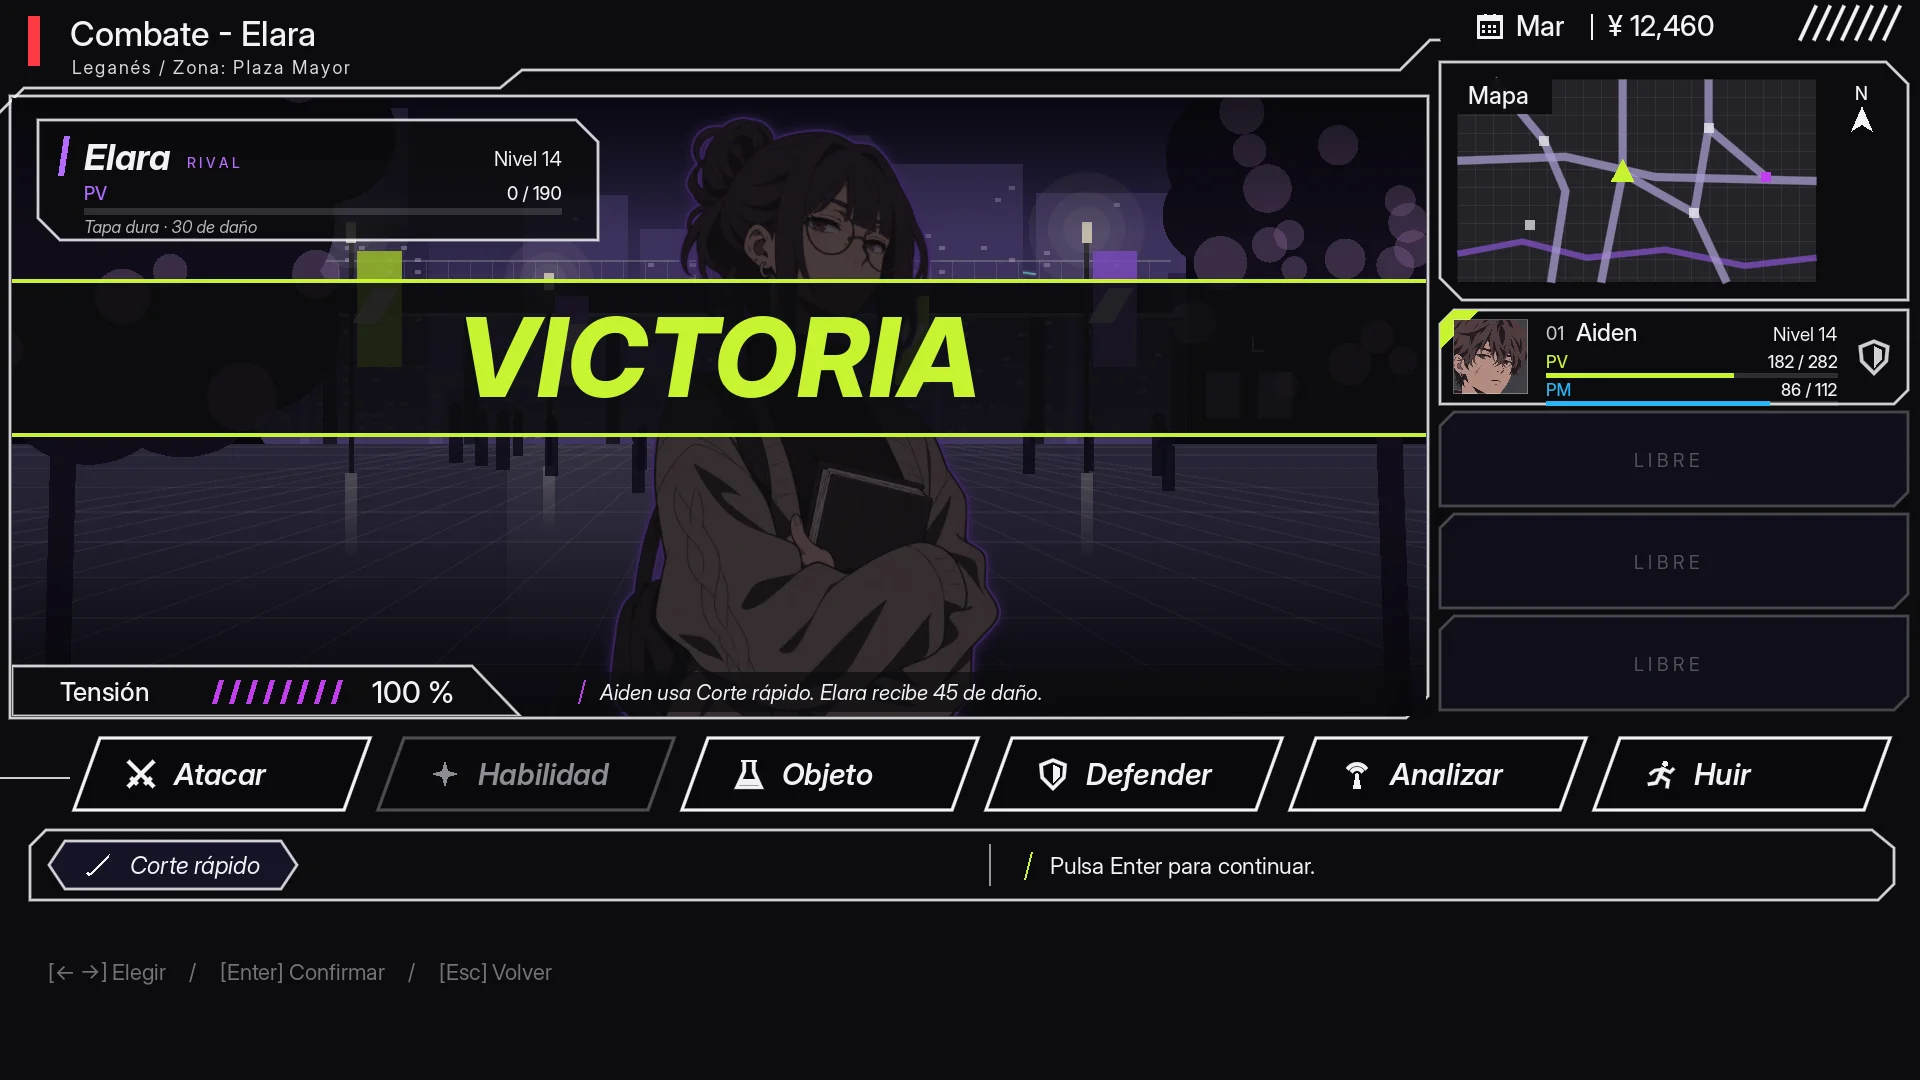 Combate - Elara
Leganés / Zona: Plaza Mayor
Mar | ¥ 12,460
Elara RIVAL Nivel 14
PV 0 / 190
Tapa dura · 30 de daño
Mapa
N
VICTORIA
01 Aiden Nivel 14
PV 182 / 282
PM 86 / 112
LIBRE
LIBRE
LIBRE
Tensión 100 %
Aiden usa Corte rápido. Elara recibe 45 de daño.
Atacar
Habilidad
Objeto
Defender
Analizar
Huir
Corte rápido
Pulsa Enter para continuar.
[← →] Elegir / [Enter] Confirmar / [Esc] Volver